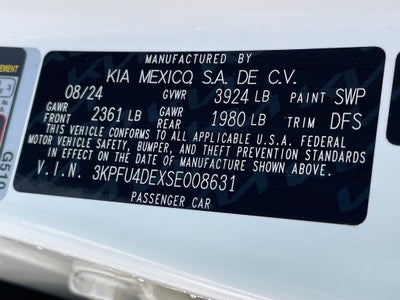 MANUFACTURED BY
KIA MEXICO, S.A. DE C.V.
08/24 GVWR 3924 LB PAINT SWP
GAWR FRONT 2361 LB GAWR REAR 1980 LB TRIM DFS
THIS VEHICLE CONFORMS TO ALL APPLICABLE U.S.A. FEDERAL
MOTOR VEHICLE SAFETY, BUMPER, AND THEFT PREVENTION STANDARDS
IN EFFECT ON THE DATE OF MANUFACTURE SHOWN ABOVE.
V.I.N. 3KPFU4DEXSE008631
PASSENGER CAR
G510